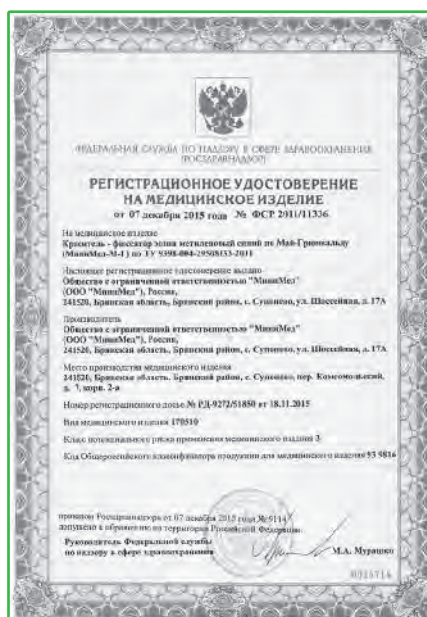 ФЕДЕРАЛЬНАЯ СЛУЖБА ПО НАДЗОРУ В СФЕРЕ ЗДРАВООХРАНЕНИЯ
(РОСЗДРАВНАДЗОР)
РЕГИСТРАЦИОННОЕ УДОСТОВЕРЕНИЕ
НА МЕДИЦИНСКОЕ ИЗДЕЛИЕ
от 07 декабря 2015 года № ФСР 2011/11336
На медицинское изделие
Краситель - фиксатор эозин метиленовый синий по Май-Грюнвальду
(МиниМед-М-Г) по ТУ 9398-004-29508133-2011
Настоящее регистрационное удостоверение выдано
Общество с ограниченной ответственностью "МиниМед"
(ООО "МиниМед"), Россия,
241520, Брянская область, Брянский район, с. Супонево, ул. Шоссейная, д. 17А
Производитель
Общество с ограниченной ответственностью "МиниМед"
(ООО "МиниМед"), Россия,
241520, Брянская область, Брянский район, с. Супонево, ул. Шоссейная, д. 17А
Место производства медицинского изделия
241520, Брянская область, Брянский район, с. Супонево, пер. Комсомольский,
д. 7, корп. 2-а
Номер регистрационного досье № РД-9272/51850 от 18.11.2015
Вид медицинского изделия 170510
Класс потенциального риска применения медицинского изделия 3
Код Общероссийского классификатора продукции для медицинского изделия 93 9816
приказом Росздравнадзора от 07 декабря 2015 года №
допущено к обращению на территории Российской Федерации.
Руководитель Федеральной службы
по надзору в сфере здравоохранения
М.А. Мурашко